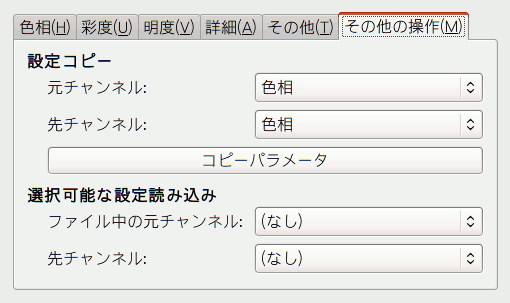 色相(H) 彩度(U) 明度(V) 詳細(A) その他(T) その他の操作(M)
設定コピー
元チャンネル: 色相
先チャンネル: 色相
コピーパラメータ
選択可能な設定読み込み
ファイル中の元チャンネル: (なし)
先チャンネル: (なし)